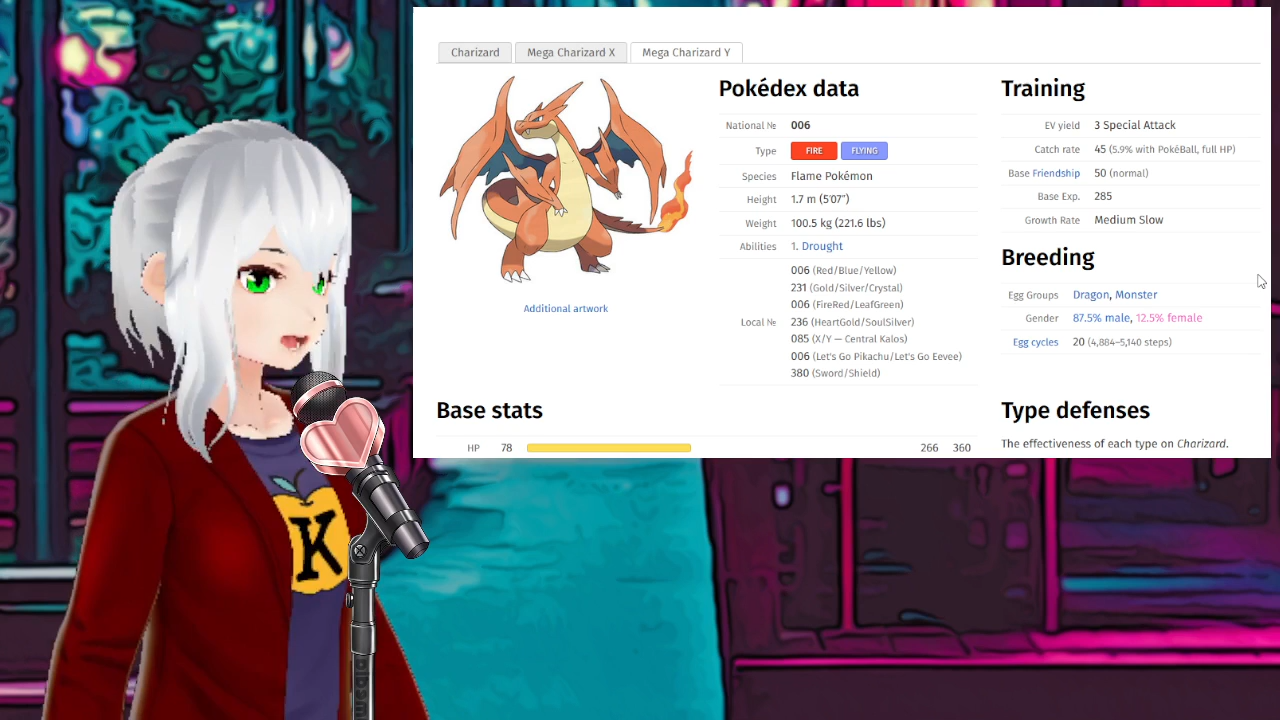 Charizard
Mega Charizard X
Mega Charizard Y
Additional artwork
Pokédex data
National № 006
Type FIRE FLYING
Species Flame Pokémon
Height 1.7 m (5′07″)
Weight 100.5 kg (221.6 lbs)
Abilities 1. Drought
Local № 006 (Red/Blue/Yellow)
231 (Gold/Silver/Crystal)
006 (FireRed/LeafGreen)
236 (HeartGold/SoulSilver)
085 (X/Y — Central Kalos)
006 (Let's Go Pikachu/Let's Go Eevee)
380 (Sword/Shield)
Training
EV yield 3 Special Attack
Catch rate 45 (5.9% with PokéBall, full HP)
Base Friendship 50 (normal)
Base Exp. 285
Growth Rate Medium Slow
Breeding
Egg Groups Dragon, Monster
Gender 87.5% male, 12.5% female
Egg cycles 20 (4,884–5,140 steps)
Base stats
HP 78 266 360
Type defenses
The effectiveness of each type on Charizard.
K